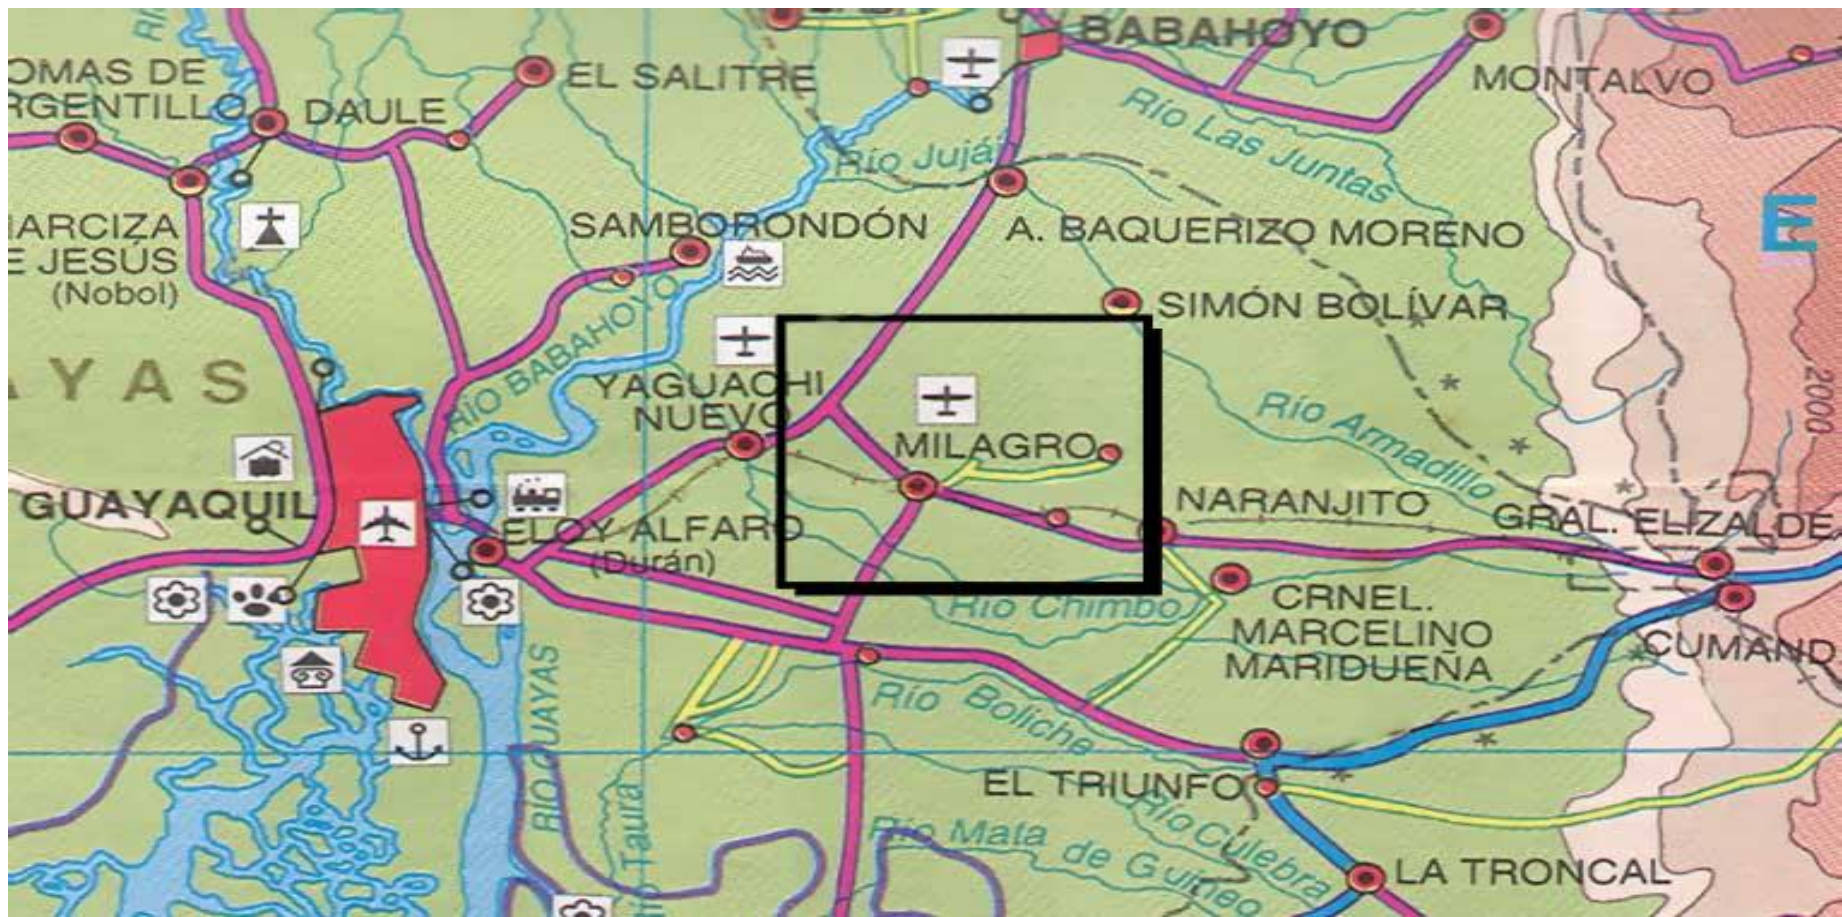 BABAHOYO
OMAS DE
RGENTILLO
DAULE
EL SALITRE
MONTALVO
Río Las Juntas
Río Jujá
NARCIZA
E JESÚS
(Nobol)
SAMBORONDÓN
A. BAQUERIZO MORENO
E
SIMÓN BOLÍVAR
RÍO BABAHOYO
AYAS
YAGUACHI
NUEVO
MILAGRO
Río Armadillo
2000
GUAYAQUIL
ELOY ALFARO
(Durán)
NARANJITO
GRAL. ELIZALDE
Río Chimbo
CRNEL.
MARCELINO
MARIDUEÑA
CUMAND
RIO GUAYAS
Río Boliche
EL TRIUNFO
Río Taura
Río Mata de Guineo
Río Culebra
LA TRONCAL